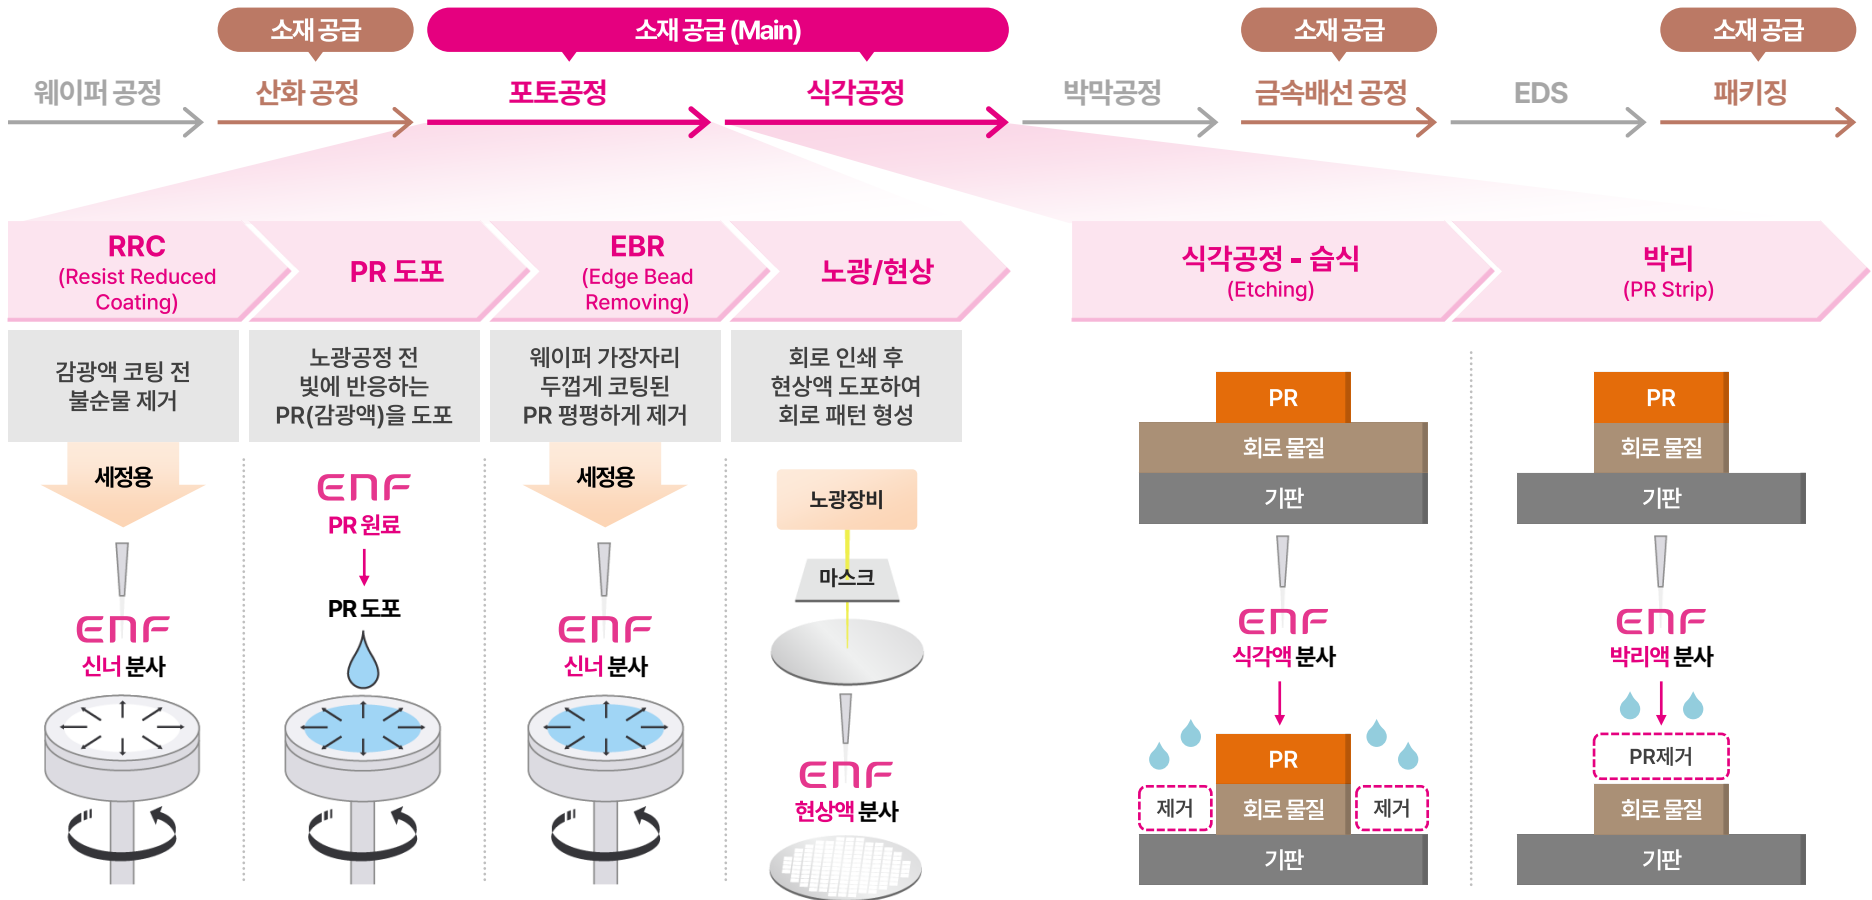 소재 공급
소재 공급 (Main)
소재 공급
소재 공급
웨이퍼 공정
산화 공정
포토공정
식각공정
박막공정
금속배선 공정
EDS
패키징
RRC
(Resist Reduced
Coating)
PR 도포
EBR
(Edge Bead
Removing)
노광/현상
식각공정 - 습식
(Etching)
박리
(PR Strip)
감광액 코팅 전
불순물 제거
노광공정 전
빛에 반응하는
PR(감광액)을 도포
웨이퍼 가장자리
두껍게 코팅된
PR 평평하게 제거
회로 인쇄 후
현상액 도포하여
회로 패턴 형성
세정용
ENF
신너 분사
ENF
PR 원료
PR 도포
세정용
ENF
신너 분사
노광장비
마스크
ENF
현상액 분사
PR
회로 물질
기판
ENF
식각액 분사
PR
제거
회로 물질
제거
기판
PR
회로 물질
기판
ENF
박리액 분사
PR제거
회로 물질
기판